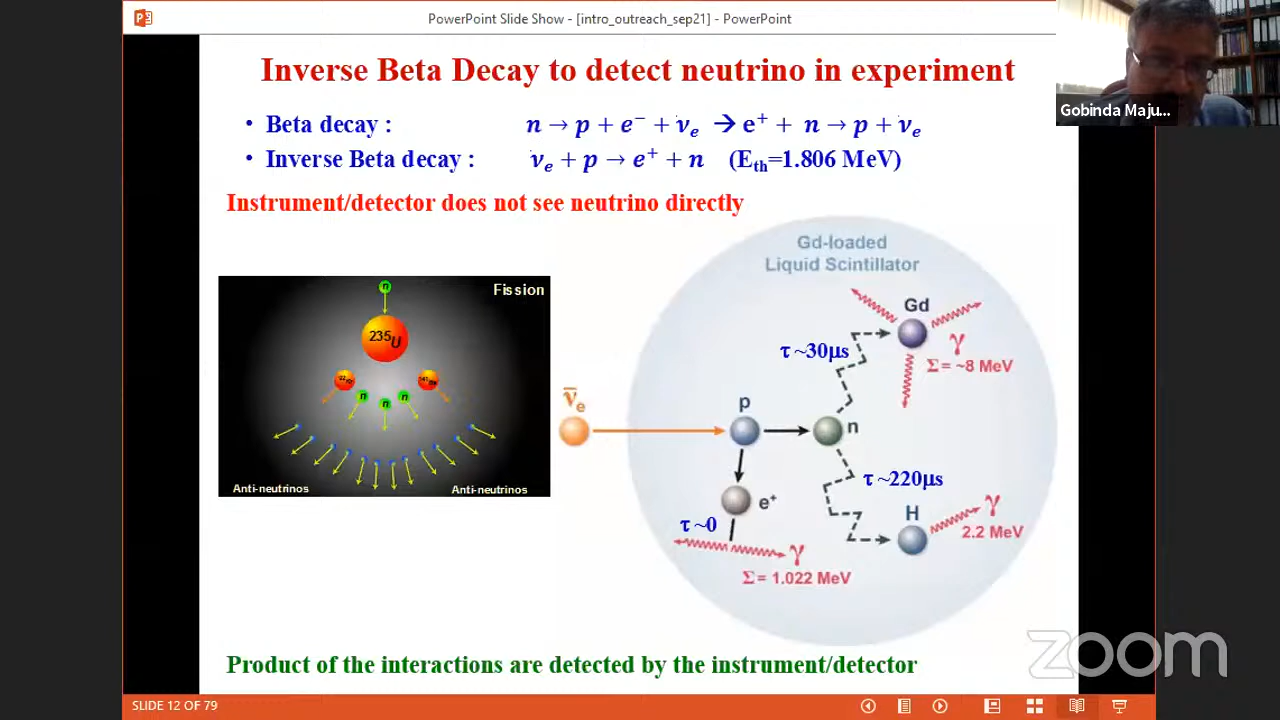 PowerPoint Slide Show - [intro_outreach_sep21] - PowerPoint
Gobinda Maju...
Inverse Beta Decay to detect neutrino in experiment
• Beta decay : n → p + e⁻ + ν̄ₑ → e⁺ + n → p + ν̄ₑ
• Inverse Beta decay : ν̄ₑ + p → e⁺ + n (Eth=1.806 MeV)
Instrument/detector does not see neutrino directly
Fission
n
235U
n n n
Anti-neutrinos
Anti-neutrinos
Gd-loaded
Liquid Scintillator
Gd
γ
Σ = ~8 MeV
τ ~30μs
ν̄ₑ
p
n
τ ~220μs
e⁺
τ ~0
γ
Σ = 1.022 MeV
H
γ
2.2 MeV
Product of the interactions are detected by the instrument/detector
zoom
SLIDE 12 OF 79